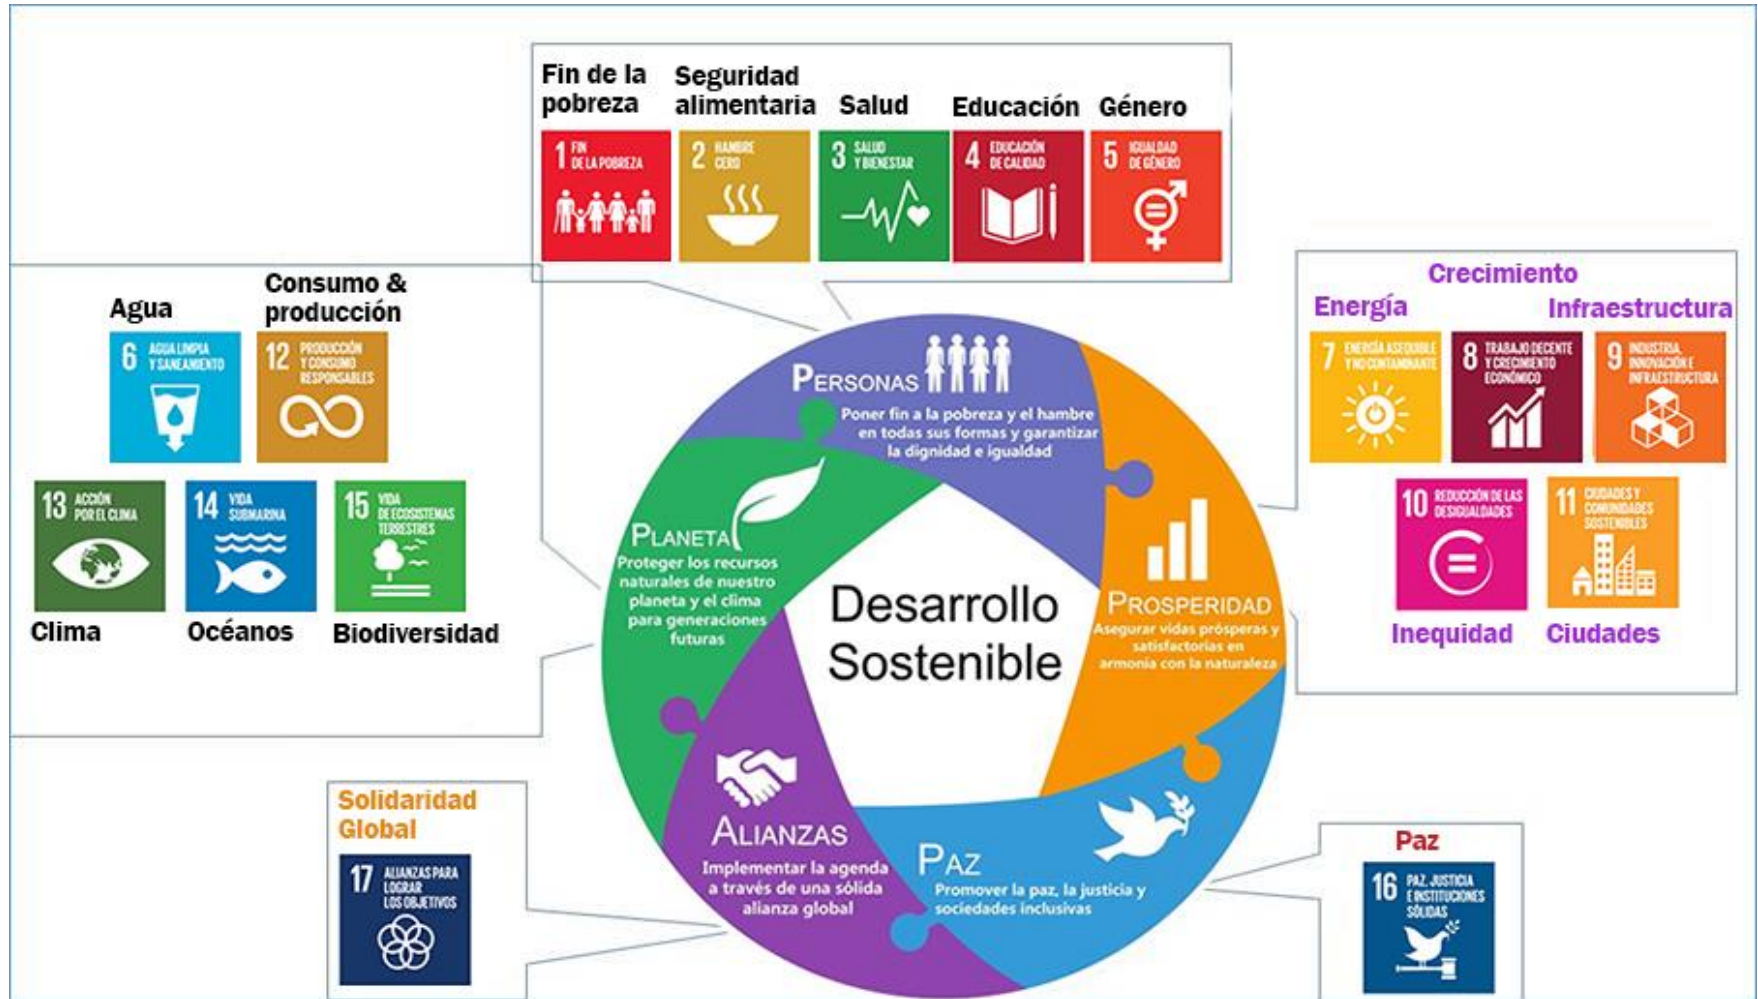 Fin de la
pobreza
Seguridad
alimentaria
Salud
Educación
Género
1 FIN
DE LA POBREZA
2 HAMBRE
CERO
3 SALUD
Y BIENESTAR
4 EDUCACIÓN
DE CALIDAD
5 IGUALDAD
DE GÉNERO
Agua
Consumo &
producción
6 AGUA LIMPIA
Y SANEAMIENTO
12 PRODUCCIÓN
Y CONSUMO
RESPONSABLES
13 ACCIÓN
POR EL CLIMA
14 VIDA
SUBMARINA
15 VIDA
DE ECOSISTEMAS
TERRESTRES
Clima
Océanos
Biodiversidad
Crecimiento
Energía
Infraestructura
7 ENERGÍA ASEQUIBLE
Y NO CONTAMINANTE
8 TRABAJO DECENTE
Y CRECIMIENTO
ECONÓMICO
9 INDUSTRIA,
INNOVACIÓN E
INFRAESTRUCTURA
10 REDUCCIÓN DE LAS
DESIGUALDADES
11 CIUDADES Y
COMUNIDADES
SOSTENIBLES
Inequidad
Ciudades
PERSONAS
Poner fin a la pobreza y el hambre
en todas sus formas y garantizar
la dignidad e igualdad
PLANETA
Proteger los recursos
naturales de nuestro
planeta y el clima
para generaciones
futuras
Desarrollo
Sostenible
PROSPERIDAD
Asegurar vidas prósperas y
satisfactorias en
armonía con la naturaleza
ALIANZAS
Implementar la agenda
a través de una sólida
alianza global
PAZ
Promover la paz, la justicia y
sociedades inclusivas
Solidaridad
Global
17 ALIANZAS PARA
LOGRAR
LOS OBJETIVOS
Paz
16 PAZ, JUSTICIA
E INSTITUCIONES
SÓLIDAS